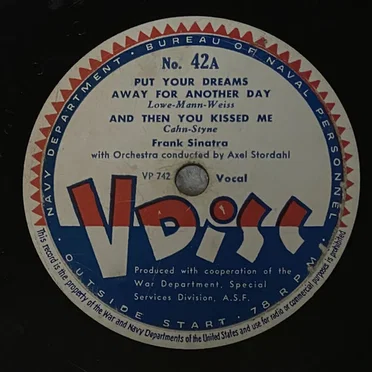 NAVY DEPARTMENT · BUREAU OF NAVAL PERSONNEL
No. 42A
PUT YOUR DREAMS
AWAY FOR ANOTHER DAY
Lowe-Mann-Weiss
AND THEN YOU KISSED ME
Cahn-Styne
Frank Sinatra
with Orchestra conducted by Axel Stordahl
VP 742 Vocal
V DISC
Produced with cooperation of the
War Department, Special
Services Division, A.S.F.
· OUTSIDE START · 78 RPM ·
This record is the property of the War and Navy Departments of the United States and use for radio or commercial purposes is prohibited